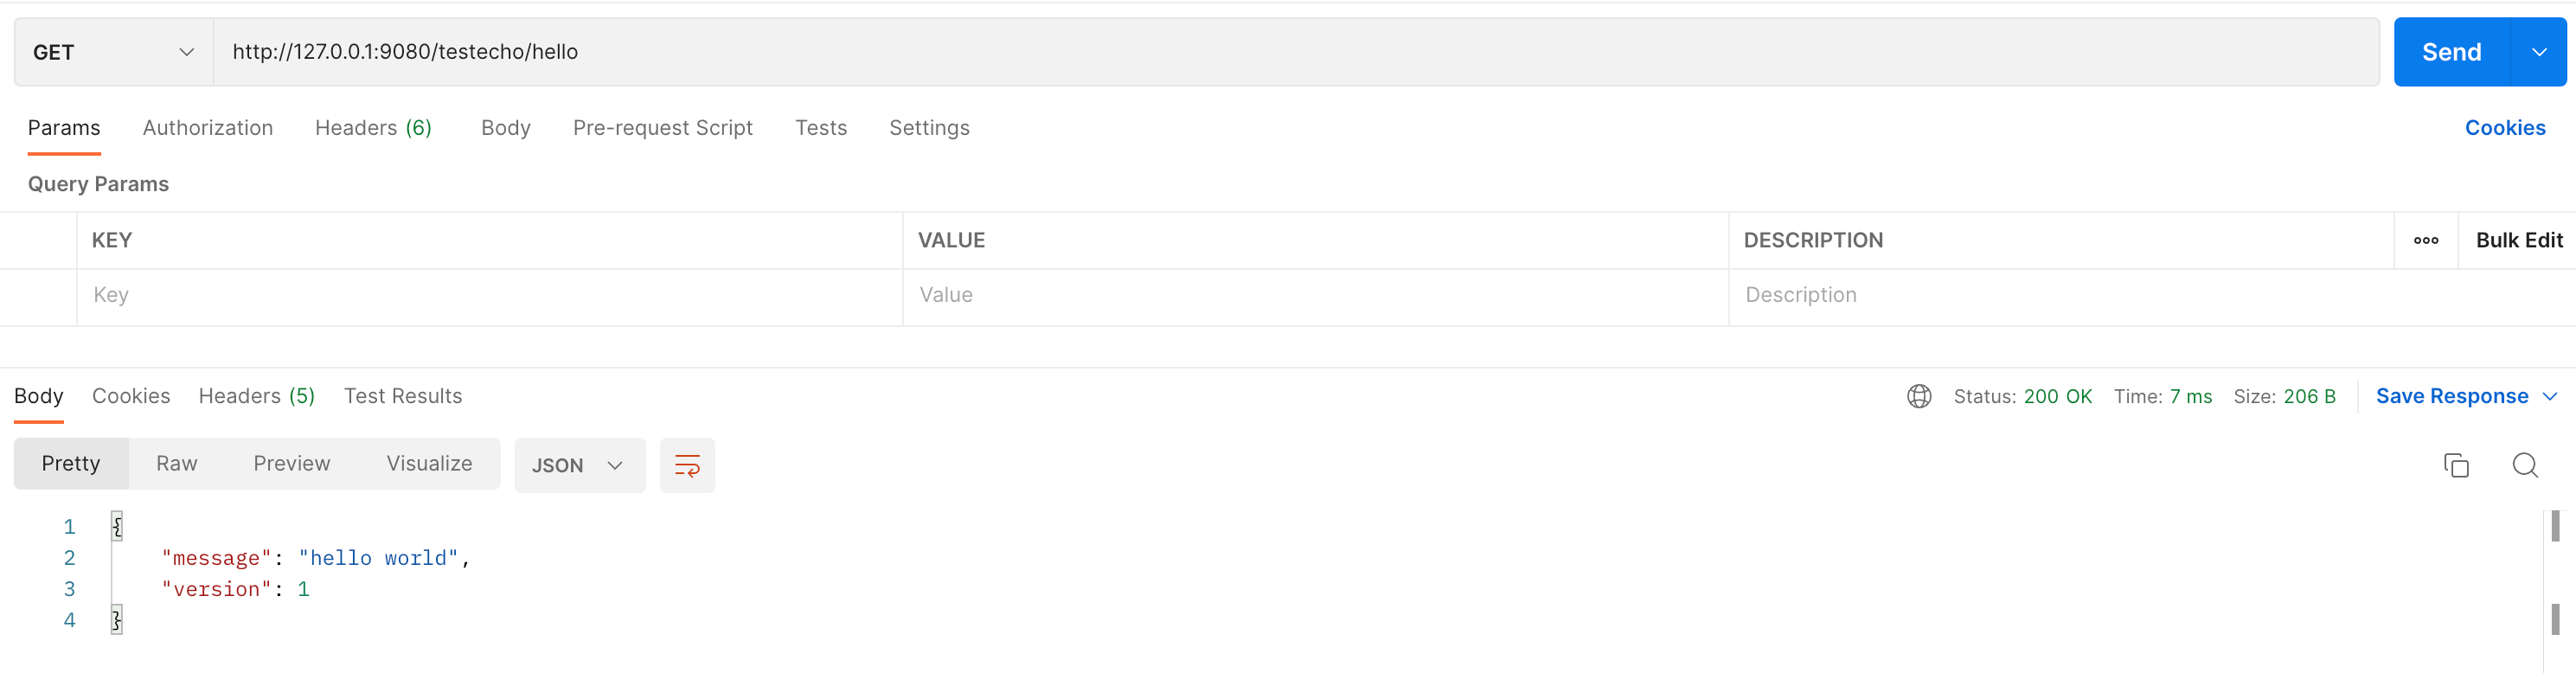 GET http://127.0.0.1:9080/testecho/hello Send
Params Authorization Headers (6) Body Pre-request Script Tests Settings Cookies
Query Params
KEY VALUE DESCRIPTION ooo Bulk Edit
Key Value Description
Body Cookies Headers (5) Test Results Status: 200 OK Time: 7 ms Size: 206 B Save Response
Pretty Raw Preview Visualize JSON
1 {
2 "message": "hello world",
3 "version": 1
4 }